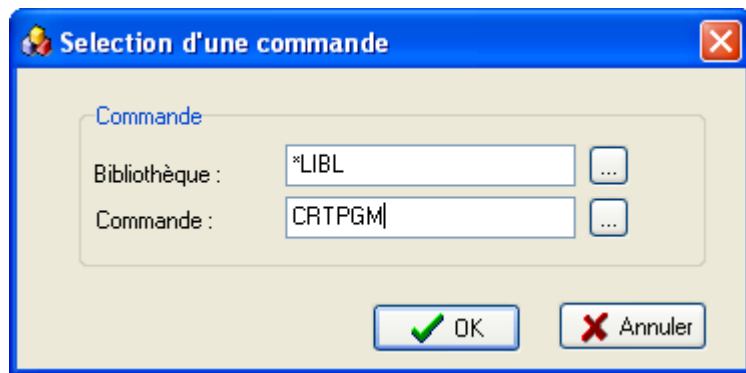 Selection d'une commande
Commande
Bibliothèque : *LIBL ...
Commande : CRTPGM ...
OK Annuler